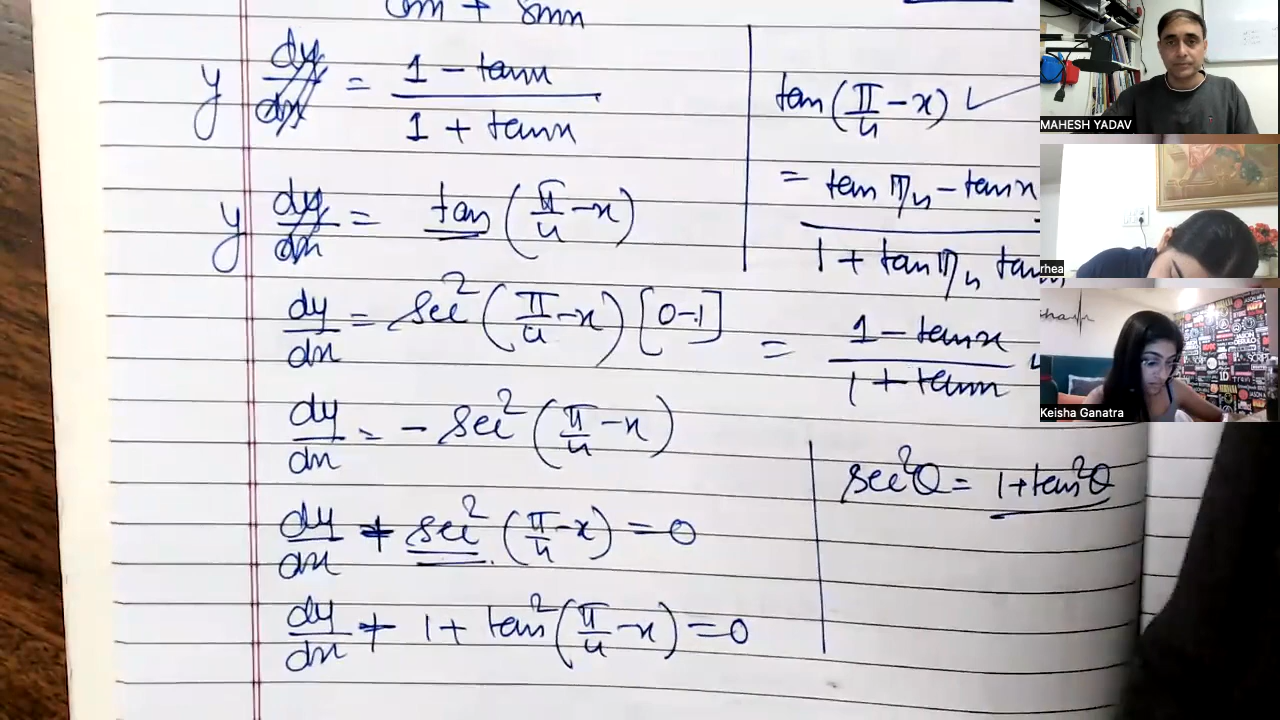 y dy/dx = (1 - tanx)/(1 + tanx)
y dy/dx = tan(π/4 - x)
dy/dx = sec²(π/4 - x)[0-1]
dy/dx = - sec²(π/4 - x)
dy/dx + sec²(π/4 - x) = 0
dy/dx + 1 + tan²(π/4 - x) = 0
tan(π/4 - x) ✓
= (tan π/4 - tanx)/(1 + tan π/4 tan
= (1 - tanx)/(1 + tanx)
sec²θ = 1+tan²θ
MAHESH YADAV
rhea
Keisha Ganatra